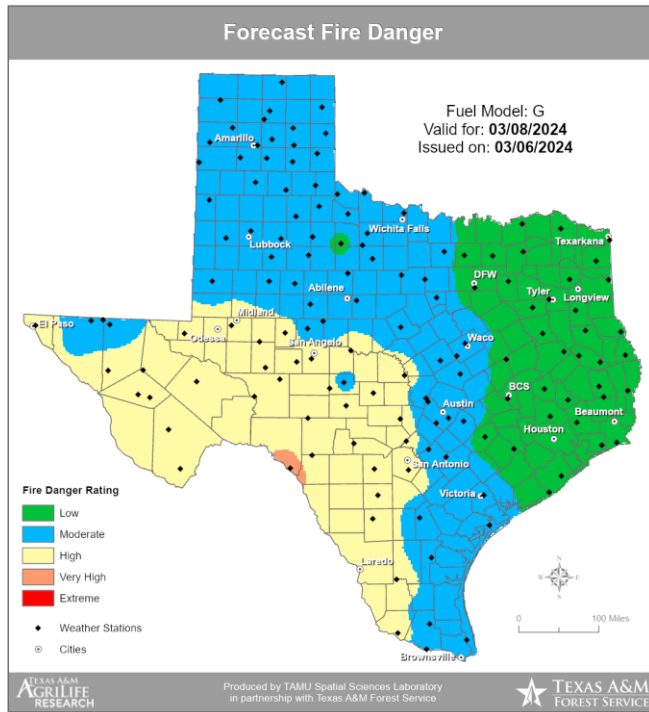 Forecast Fire Danger
Fuel Model: G
Valid for: 03/08/2024
Issued on: 03/06/2024
Amarillo
Wichita Falls
Lubbock
Texarkana
DFW
Abilene
Tyler
Longview
Midland
El Paso
Odessa
San Angelo
Waco
BCS
Austin
Beaumont
Houston
San Antonio
Victoria
Laredo
Brownsville
Fire Danger Rating
Low
Moderate
High
Very High
Extreme
Weather Stations
Cities
N
W
E
S
0
100 Miles
Texas A&M
AGRILIFE
RESEARCH
Produced by TAMU Spatial Sciences Laboratory
in partnership with Texas A&M Forest Service
TEXAS A&M
FOREST SERVICE